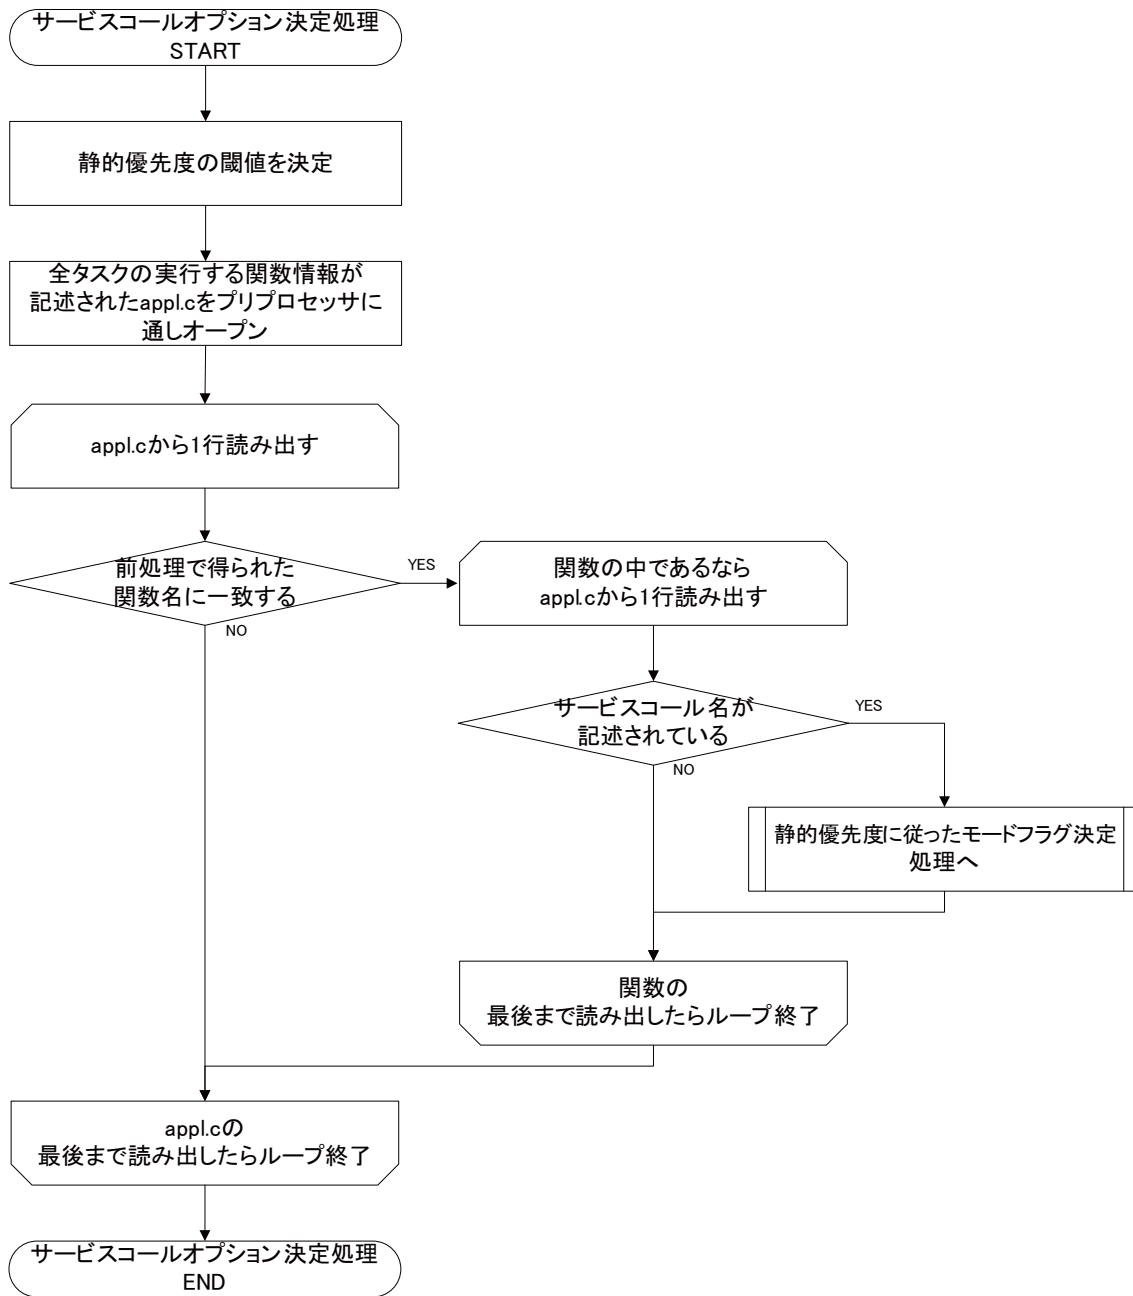 サービスコールオプション決定処理
START
静的優先度の閾値を決定
全タスクの実行する関数情報が
記述されたappl.cをプリプロセッサに
通しオープン
appl.cから1行読み出す
前処理で得られた
関数名に一致する
YES
NO
関数の中であるなら
appl.cから1行読み出す
サービスコール名が
記述されている
YES
NO
静的優先度に従ったモードフラグ決定
処理へ
関数の
最後まで読み出したらループ終了
appl.cの
最後まで読み出したらループ終了
サービスコールオプション決定処理
END